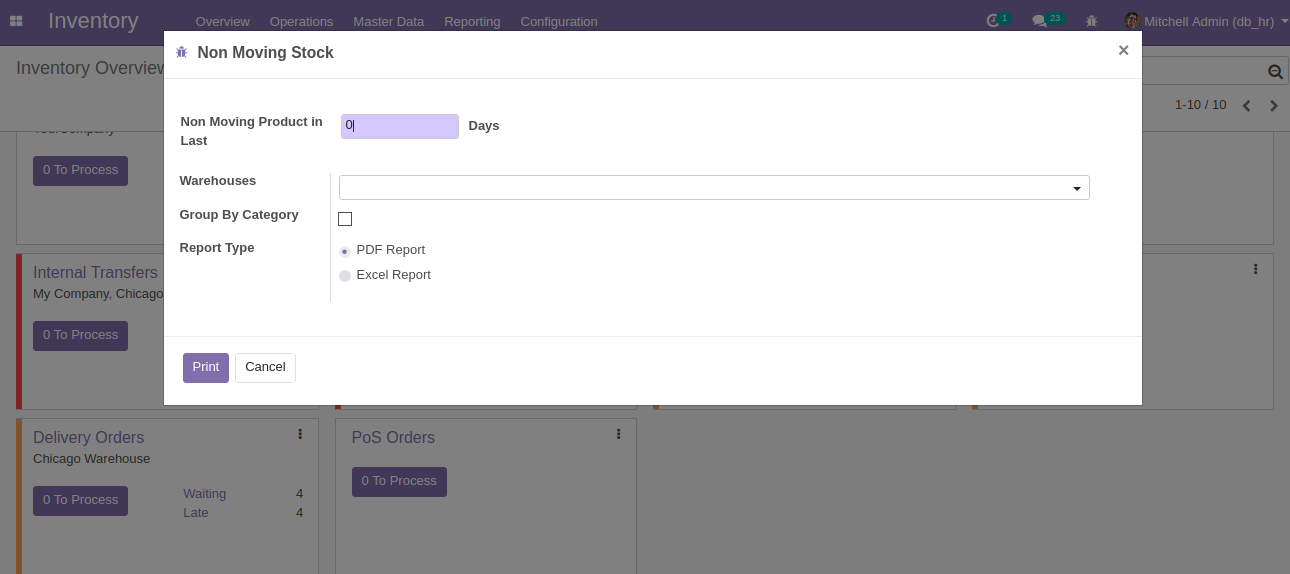 Inventory
Overview Operations Master Data Reporting Configuration
1
23
Mitchell Admin (db_hr)
Non Moving Stock
×
Inventory Overview
1-10 / 10
Non Moving Product in Last
0
Days
Warehouses
Group By Category
Report Type
PDF Report
Excel Report
Print
Cancel
0 To Process
Internal Transfers
My Company, Chicago
0 To Process
Delivery Orders
Chicago Warehouse
0 To Process
Waiting 4
Late 4
PoS Orders
0 To Process